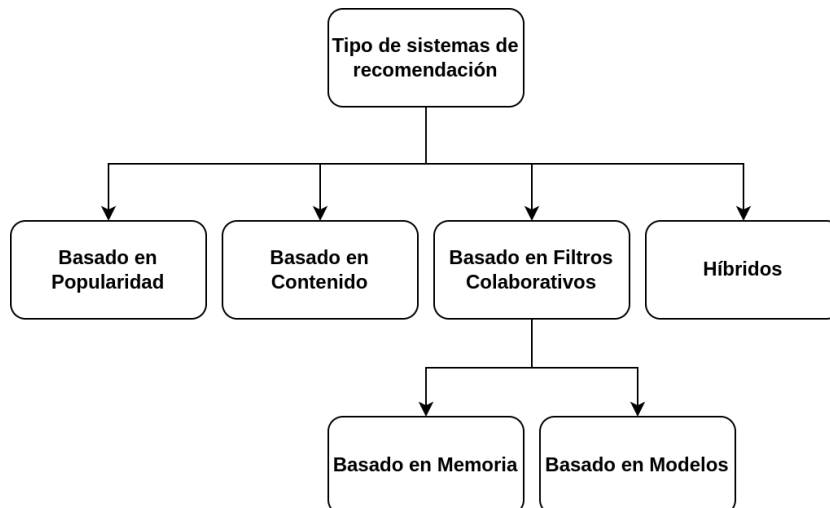 Tipo de sistemas de
recomendación
Basado en
Popularidad
Basado en
Contenido
Basado en Filtros
Colaborativos
Híbridos
Basado en Memoria
Basado en Modelos